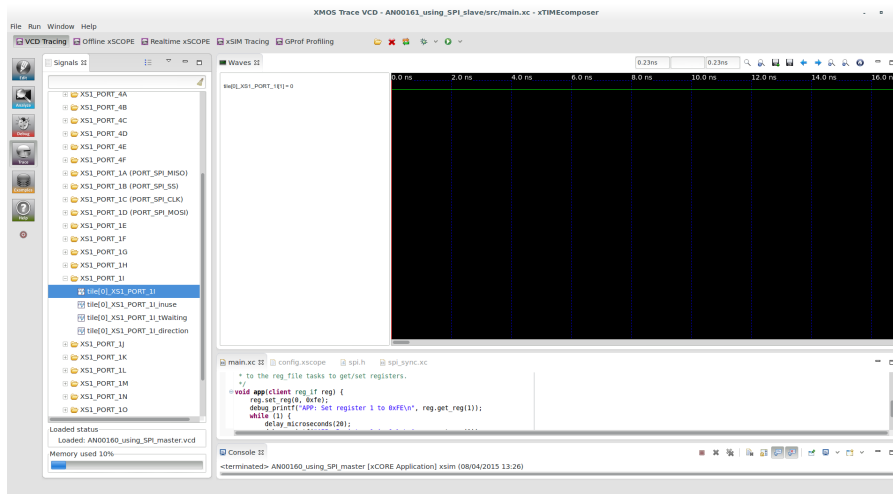 XMOS Trace VCD - AN00161_using_SPI_slave/src/main.xc - xTIMEcomposer
File Run Window Help
VCD Tracing Offline xSCOPE Realtime xSCOPE xSIM Tracing GProf Profiling
Edit
Analyze
Debug
Trace
Examples
Help
Signals
XS1_PORT_4A
XS1_PORT_4B
XS1_PORT_4C
XS1_PORT_4D
XS1_PORT_4E
XS1_PORT_4F
XS1_PORT_1A (PORT_SPI_MISO)
XS1_PORT_1B (PORT_SPI_SS)
XS1_PORT_1C (PORT_SPI_CLK)
XS1_PORT_1D (PORT_SPI_MOSI)
XS1_PORT_1E
XS1_PORT_1F
XS1_PORT_1G
XS1_PORT_1H
XS1_PORT_1I
tile[0]_XS1_PORT_1I
tile[0]_XS1_PORT_1I_inuse
tile[0]_XS1_PORT_1I_tWaiting
tile[0]_XS1_PORT_1I_direction
XS1_PORT_1J
XS1_PORT_1K
XS1_PORT_1L
XS1_PORT_1M
XS1_PORT_1N
XS1_PORT_1O
Loaded status
Loaded: AN00160_using_SPI_master.vcd
Memory used 10%
Waves
0.23ns 0.23ns
0.0 ns 2.0 ns 4.0 ns 6.0 ns 8.0 ns 10.0 ns 12.0 ns 14.0 ns 16.0 n
tile[0]_XS1_PORT_1I[1] = 0
main.xc config.xscope spi.h spi_sync.xc
* to the reg_file tasks to get/set registers.
*/
void app(client reg_if reg) {
reg.set_reg(0, 0xfe);
debug_printf("APP: Set register 1 to 0xFE\n", reg.get_reg(1));
while (1) {
delay_microseconds(20);
Console
<terminated> AN00160_using_SPI_master [xCORE Application] xsim (08/04/2015 13:26)